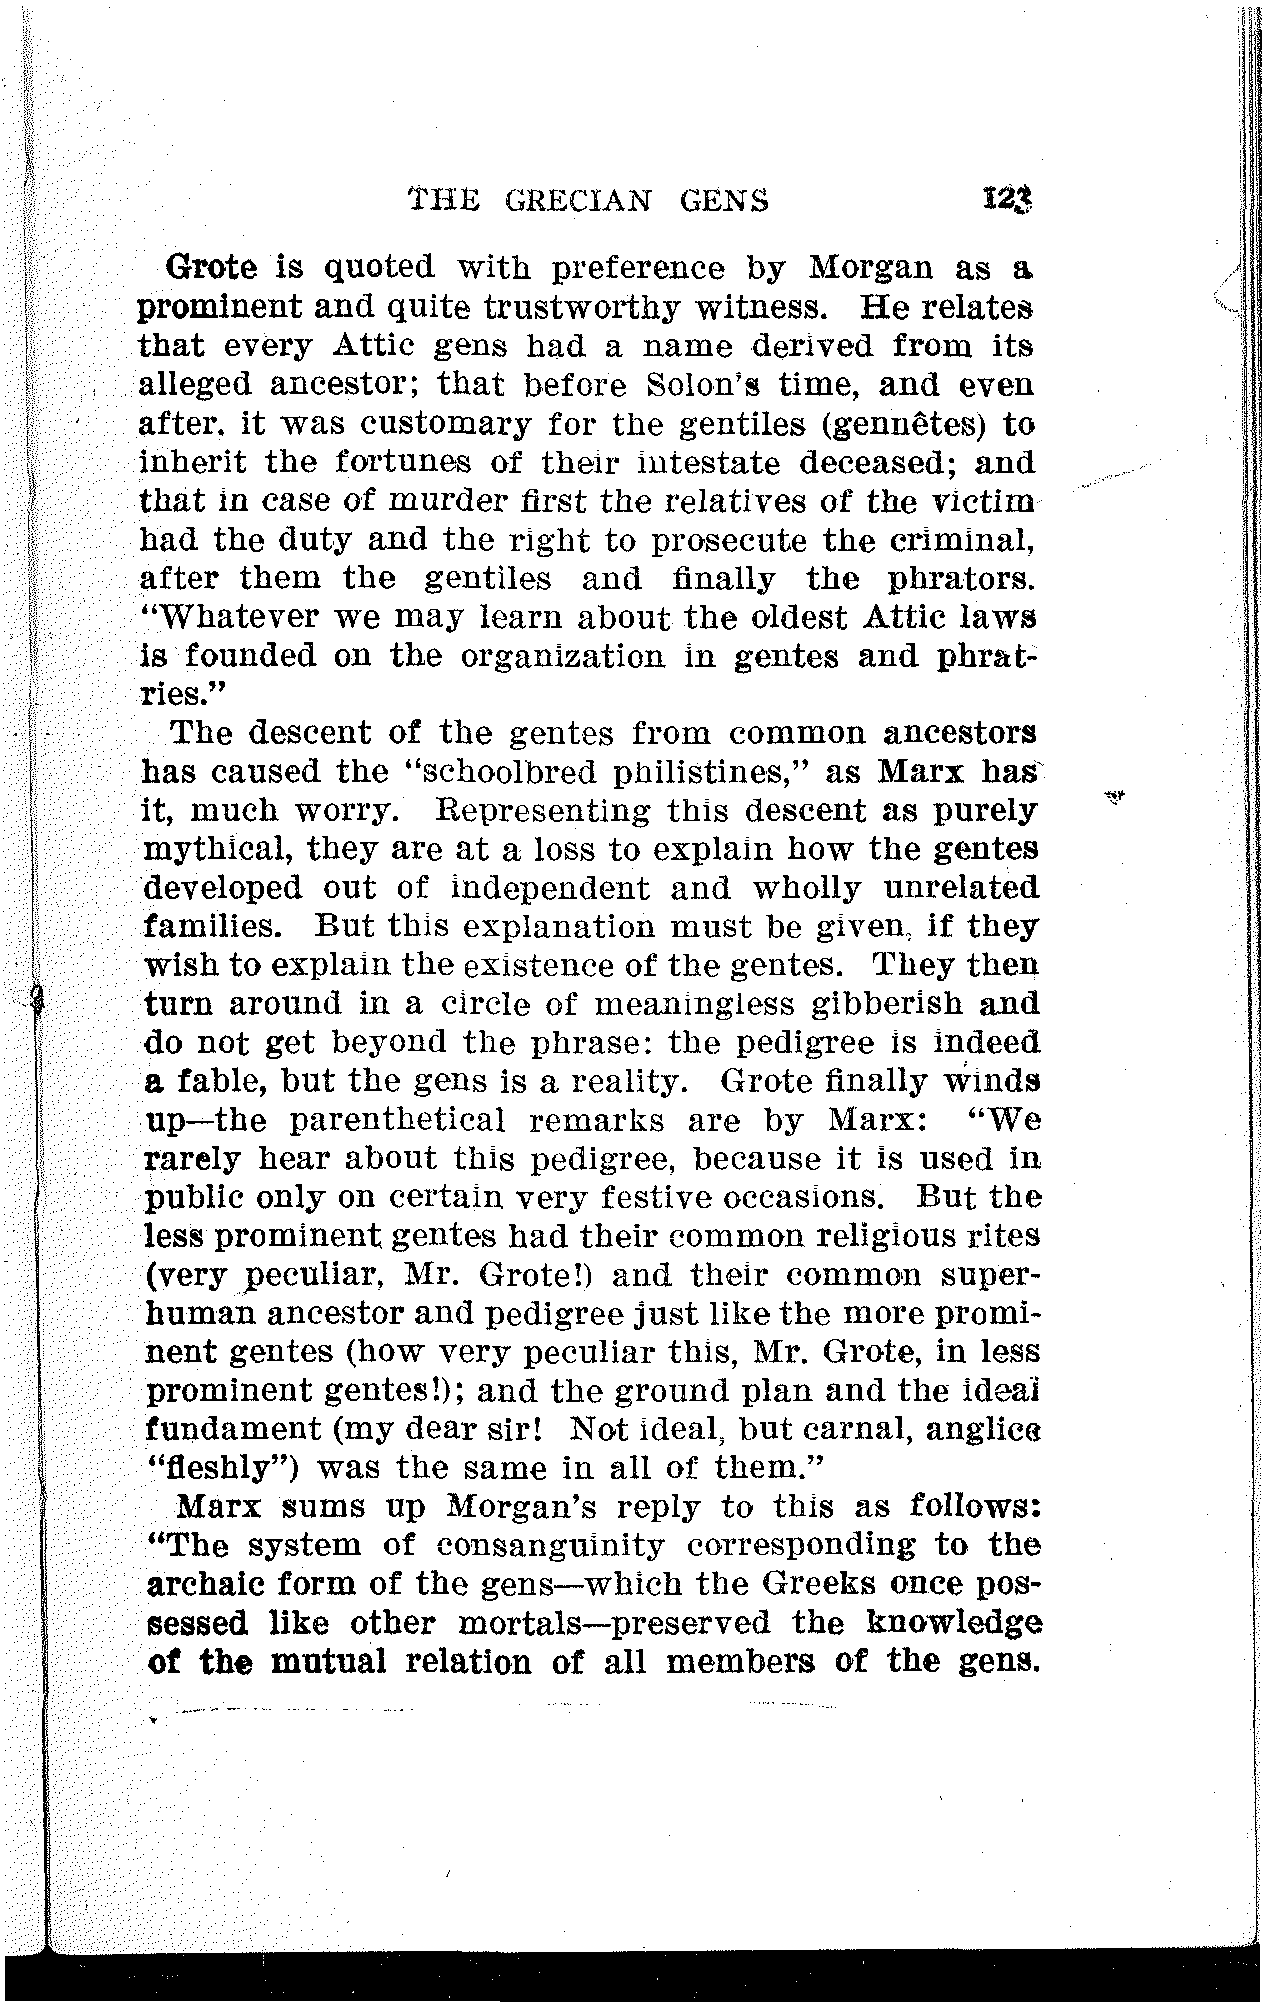 THE GRECIAN GENS 123
Grote is quoted with preference by Morgan as a
prominent and quite trustworthy witness. He relates
that every Attic gens had a name derived from its
alleged ancestor; that before Solon's time, and even
after, it was customary for the gentiles (gennêtes) to
inherit the fortunes of their intestate deceased; and
that in case of murder first the relatives of the victim
had the duty and the right to prosecute the criminal,
after them the gentiles and finally the phrators.
“Whatever we may learn about the oldest Attic laws
is founded on the organization in gentes and phrat-
ries.”
The descent of the gentes from common ancestors
has caused the “schoolbred philistines,” as Marx has
it, much worry. Representing this descent as purely
mythical, they are at a loss to explain how the gentes
developed out of independent and wholly unrelated
families. But this explanation must be given, if they
wish to explain the existence of the gentes. They then
turn around in a circle of meaningless gibberish and
do not get beyond the phrase: the pedigree is indeed
a fable, but the gens is a reality. Grote finally winds
up—the parenthetical remarks are by Marx: “We
rarely hear about this pedigree, because it is used in
public only on certain very festive occasions. But the
less prominent gentes had their common religious rites
(very peculiar, Mr. Grote!) and their common super-
human ancestor and pedigree just like the more promi-
nent gentes (how very peculiar this, Mr. Grote, in less
prominent gentes!); and the ground plan and the ideal
fundament (my dear sir! Not ideal, but carnal, anglice
“fleshly”) was the same in all of them.”
Marx sums up Morgan's reply to this as follows:
“The system of consanguinity corresponding to the
archaic form of the gens—which the Greeks once pos-
sessed like other mortals—preserved the knowledge
of the mutual relation of all members of the gens.